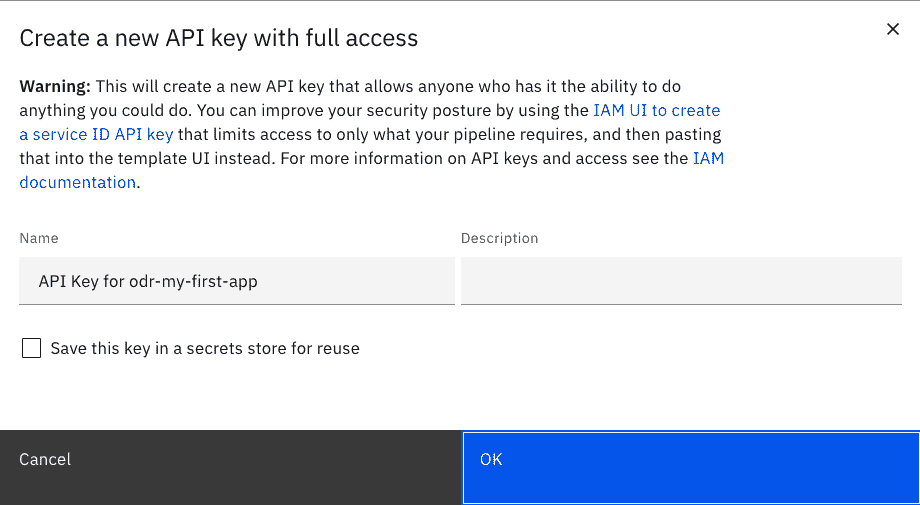 Create a new API key with full access
Warning: This will create a new API key that allows anyone who has it the ability to do
anything you could do. You can improve your security posture by using the IAM UI to create
a service ID API key that limits access to only what your pipeline requires, and then pasting
that into the template UI instead. For more information on API keys and access see the IAM
documentation.
Name
Description
API Key for odr-my-first-app
Save this key in a secrets store for reuse
Cancel
OK